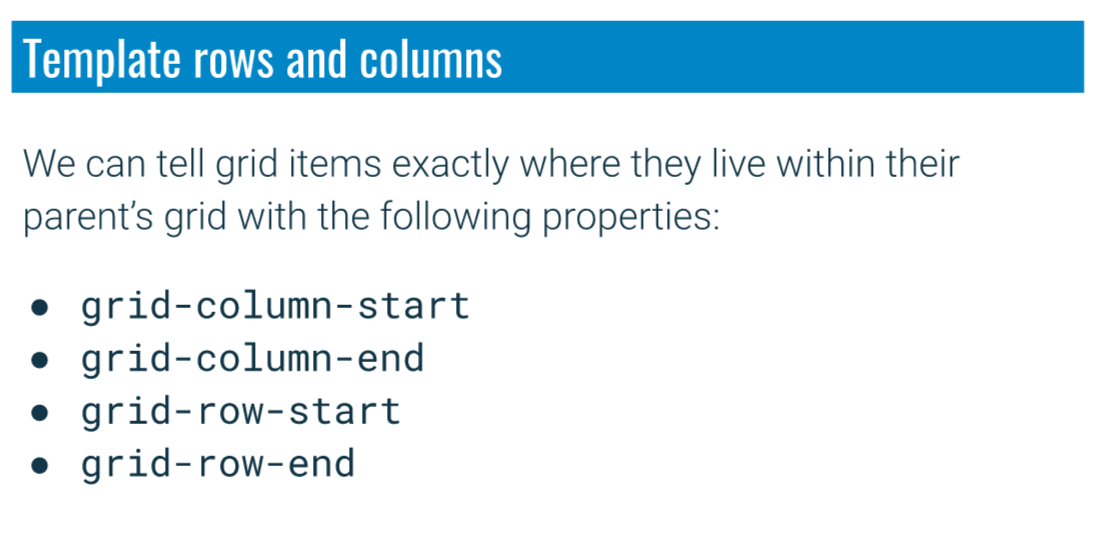 Template rows and columns
We can tell grid items exactly where they live within their
parent’s grid with the following properties:
● grid-column-start
● grid-column-end
● grid-row-start
● grid-row-end